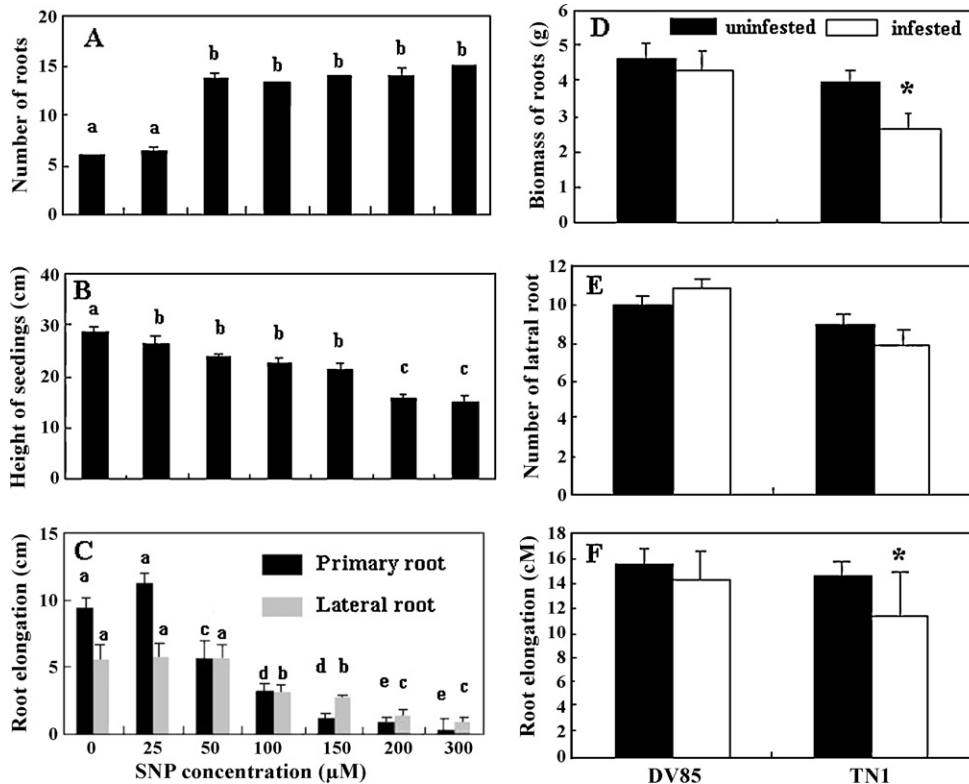 A
Number of roots
20
15
10
5
0
a a b b b b b
B
Height of seedings (cm)
40
30
20
10
0
a b b b b c c
C
Root elongation (cm)
15
10
5
0
Primary root
Lateral root
a a a a c a d b d b e c e c
0 25 50 100 150 200 300
SNP concentration (µM)
D
uninfested infested
Biomass of roots (g)
6
5
4
3
2
1
0
*
E
Number of latral root
12
10
8
6
4
2
0
F
Root elongation (cM)
18
16
14
12
10
8
6
4
2
0
*
DV85 TN1